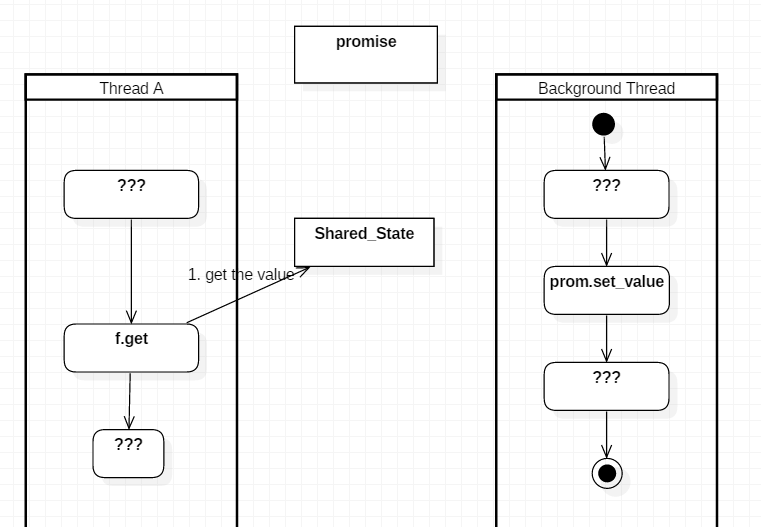 promise
Thread A
Background Thread
???
???
Shared_State
1. get the value
prom.set_value
f.get
???
???